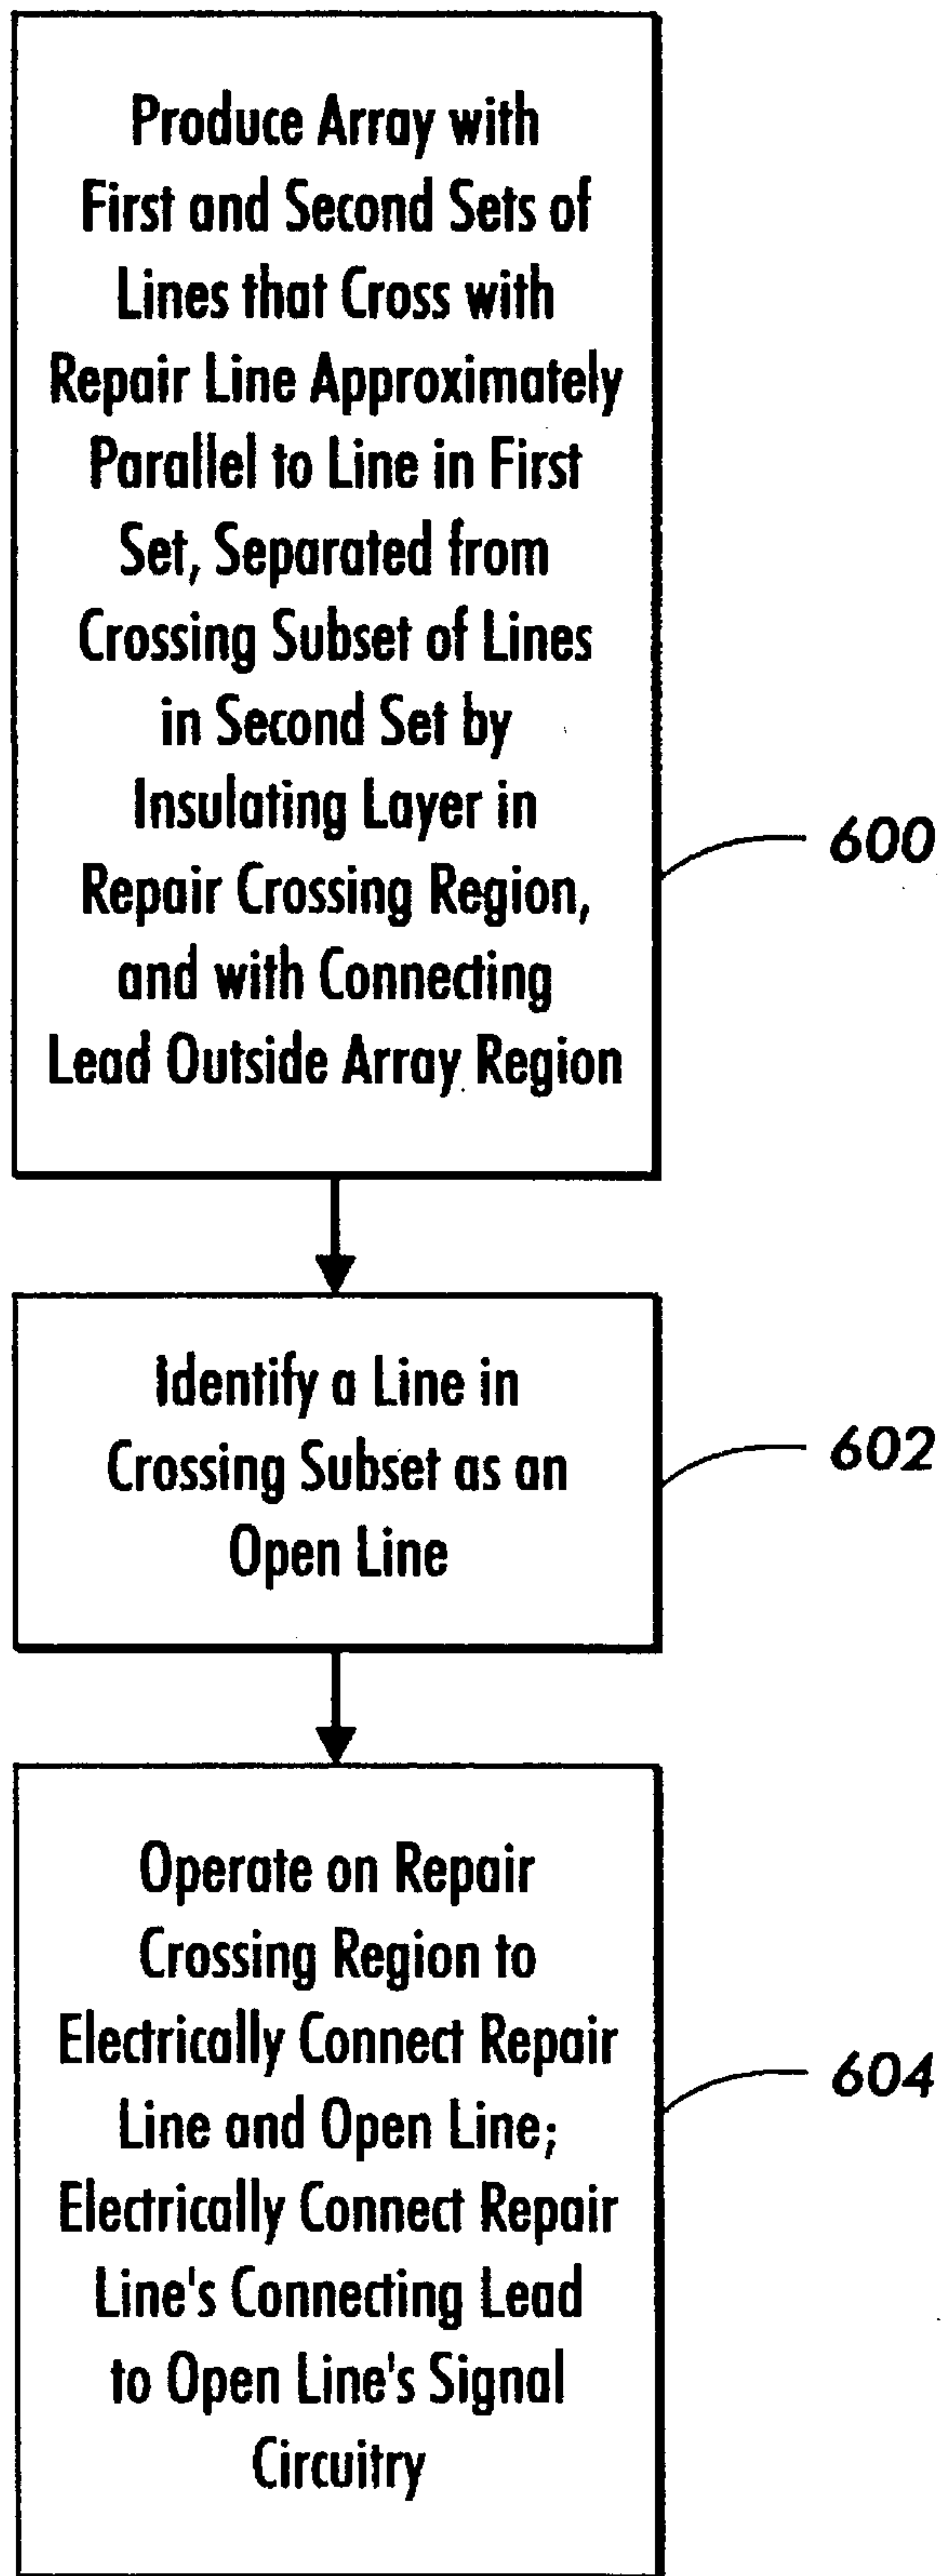 Produce Array with
First and Second Sets of
Lines that Cross with
Repair Line Approximately
Parallel to Line in First
Set, Separated from
Crossing Subset of Lines
in Second Set by
Insulating Layer in
Repair Crossing Region,
and with Connecting
Lead Outside Array Region
600
Identify a Line in
Crossing Subset as an
Open Line
602
Operate on Repair
Crossing Region to
Electrically Connect Repair
Line and Open Line;
Electrically Connect Repair
Line's Connecting Lead
to Open Line's Signal
Circuitry
604